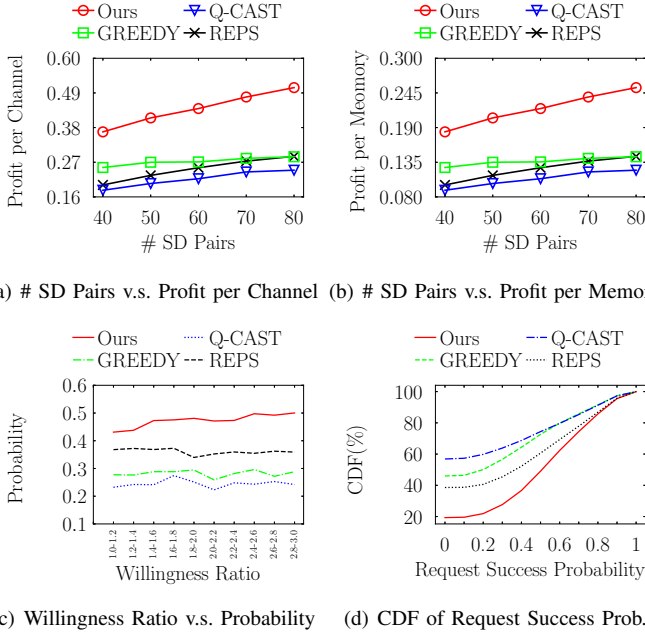 Ours Q-CAST
GREEDY REPS
Profit per Channel
0.60
0.49
0.38
0.27
0.16
40 50 60 70 80
# SD Pairs
Ours Q-CAST
GREEDY REPS
Profit per Meomory
0.300
0.245
0.190
0.135
0.080
40 50 60 70 80
# SD Pairs
a) # SD Pairs v.s. Profit per Channel (b) # SD Pairs v.s. Profit per Memor
Ours Q-CAST
GREEDY REPS
Probability
0.6
0.5
0.4
0.3
0.2
0.1
1.0-1.2 1.2-1.4 1.4-1.6 1.6-1.8 1.8-2.0 2.0-2.2 2.2-2.4 2.4-2.6 2.6-2.8 2.8-3.0
Willingness Ratio
Ours Q-CAST
GREEDY REPS
CDF(%)
100
80
60
40
20
0 0.2 0.4 0.6 0.8 1
Request Success Probability
c) Willingness Ratio v.s. Probability (d) CDF of Request Success Prob.